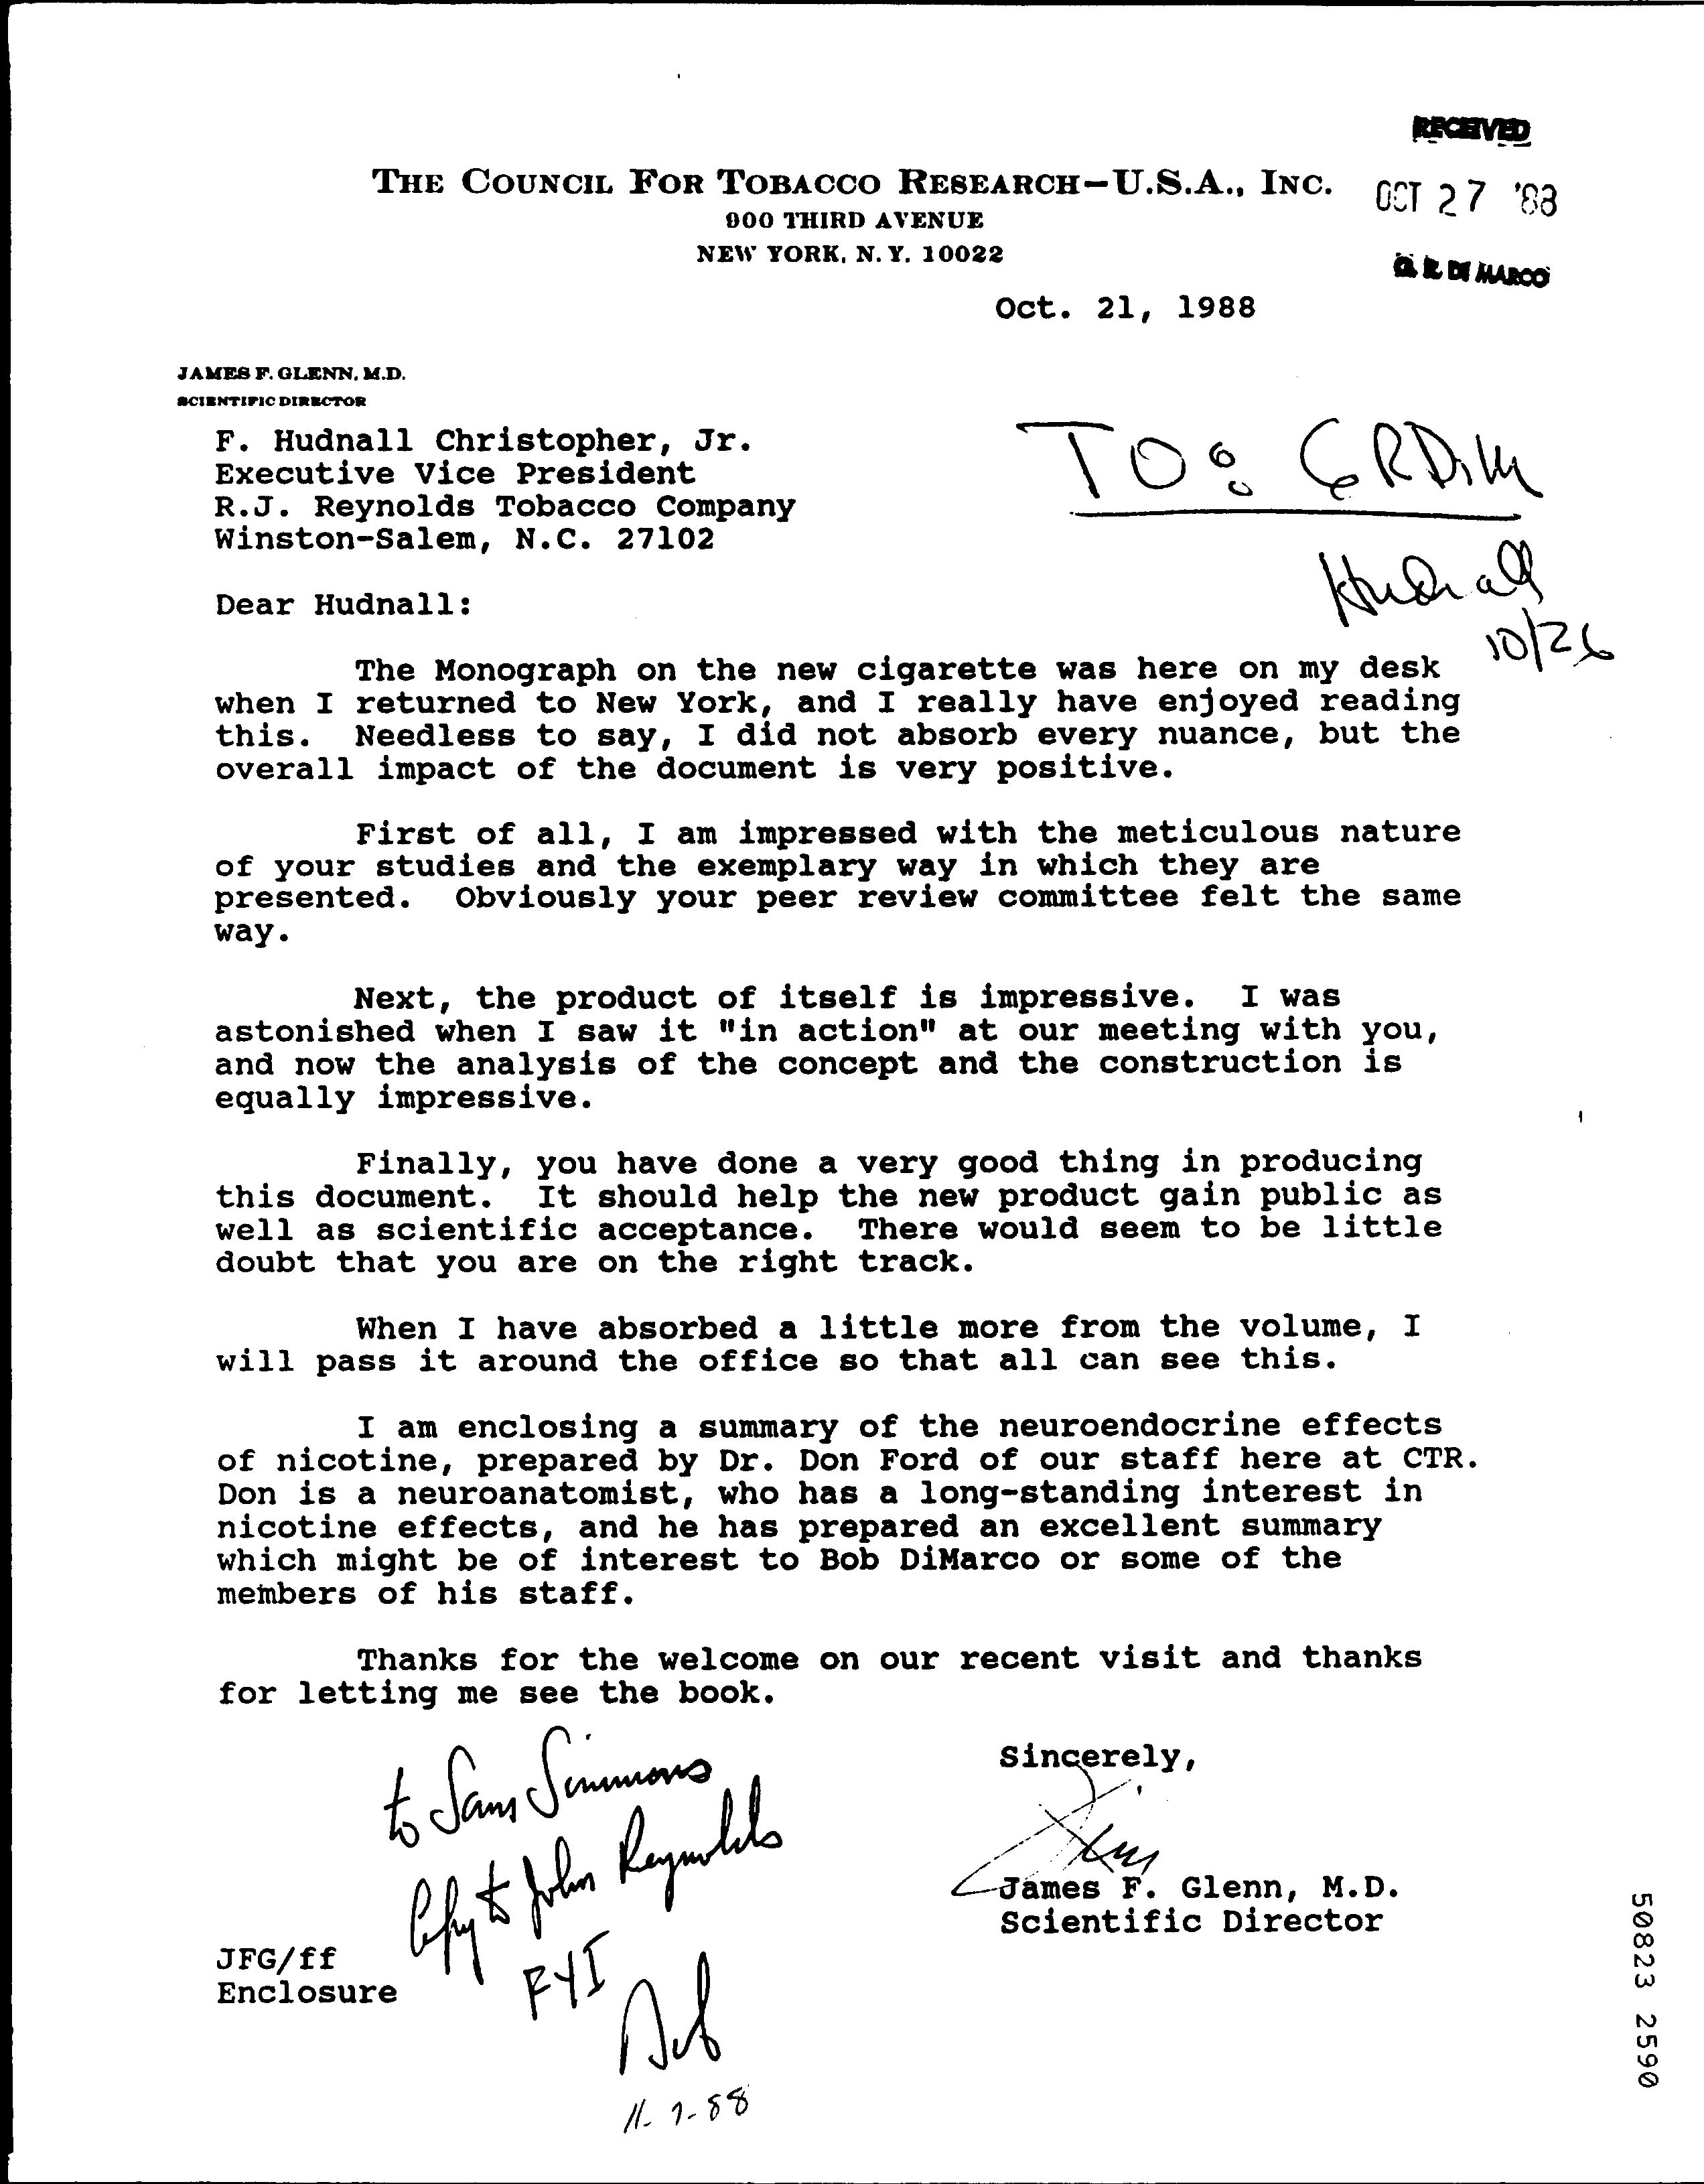 RECEIVED
THE COUNCIL FOR TOBACCO RESEARCH—U.S.A., INC.
OCT 27 '88
900 THIRD AVENUE
NEW YORK, N.Y. 10022
G. R. DI MARCO
Oct. 21, 1988
JAMES F. GLENN, M.D.
SCIENTIFIC DIRECTOR
F. Hudnall Christopher, Jr.
Executive Vice President
R.J. Reynolds Tobacco Company
Winston-Salem, N.C. 27102
TO: GRDiM
Hudnall
10/26
Dear Hudnall:
The Monograph on the new cigarette was here on my desk
when I returned to New York, and I really have enjoyed reading
this. Needless to say, I did not absorb every nuance, but the
overall impact of the document is very positive.
First of all, I am impressed with the meticulous nature
of your studies and the exemplary way in which they are
presented. Obviously your peer review committee felt the same
way.
Next, the product of itself is impressive. I was
astonished when I saw it "in action" at our meeting with you,
and now the analysis of the concept and the construction is
equally impressive.
Finally, you have done a very good thing in producing
this document. It should help the new product gain public as
well as scientific acceptance. There would seem to be little
doubt that you are on the right track.
When I have absorbed a little more from the volume, I
will pass it around the office so that all can see this.
I am enclosing a summary of the neuroendocrine effects
of nicotine, prepared by Dr. Don Ford of our staff here at CTR.
Don is a neuroanatomist, who has a long-standing interest in
nicotine effects, and he has prepared an excellent summary
which might be of interest to Bob DiMarco or some of the
members of his staff.
Thanks for the welcome on our recent visit and thanks
for letting me see the book.
Sincerely,
Jim
James F. Glenn, M.D.
Scientific Director
to Sam Simmons
Copy to John Reynolds
FYI
JFG/ff
Enclosure
50823 2590